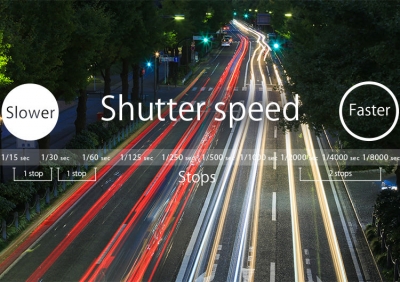 Shutter speed
Slower
Faster
1/15 sec 1/30 sec 1/60 sec 1/125 sec 1/250 sec 1/500 sec 1/1000 sec 1/2000 sec 1/4000 sec 1/8000 sec
1 stop 1 stop 2 stops
Stops